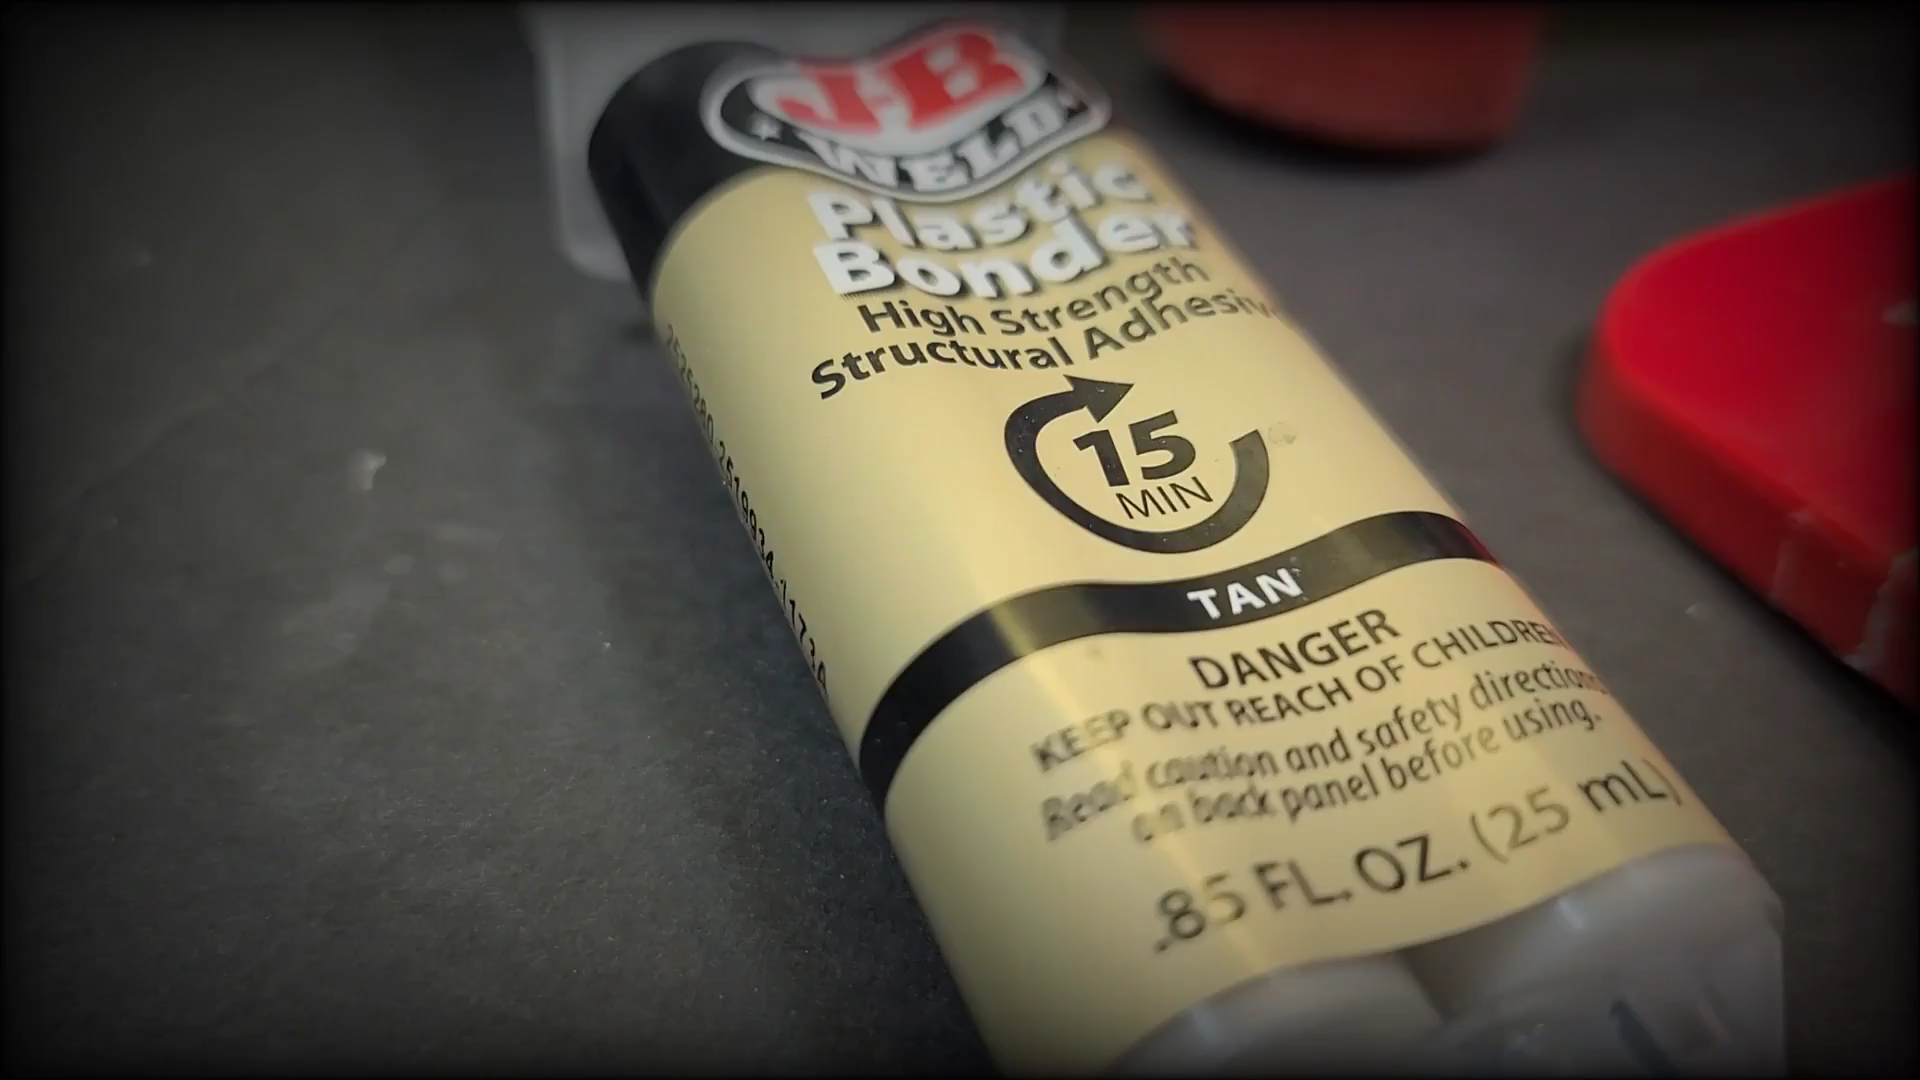 J-B
WELD
Plastic
Bonder
High Strength
Structural Adhesive
15
MIN
TAN
DANGER
KEEP OUT REACH OF CHILDREN
Read caution and safety directions
on back panel before using.
.85 FL. OZ. (25 mL)